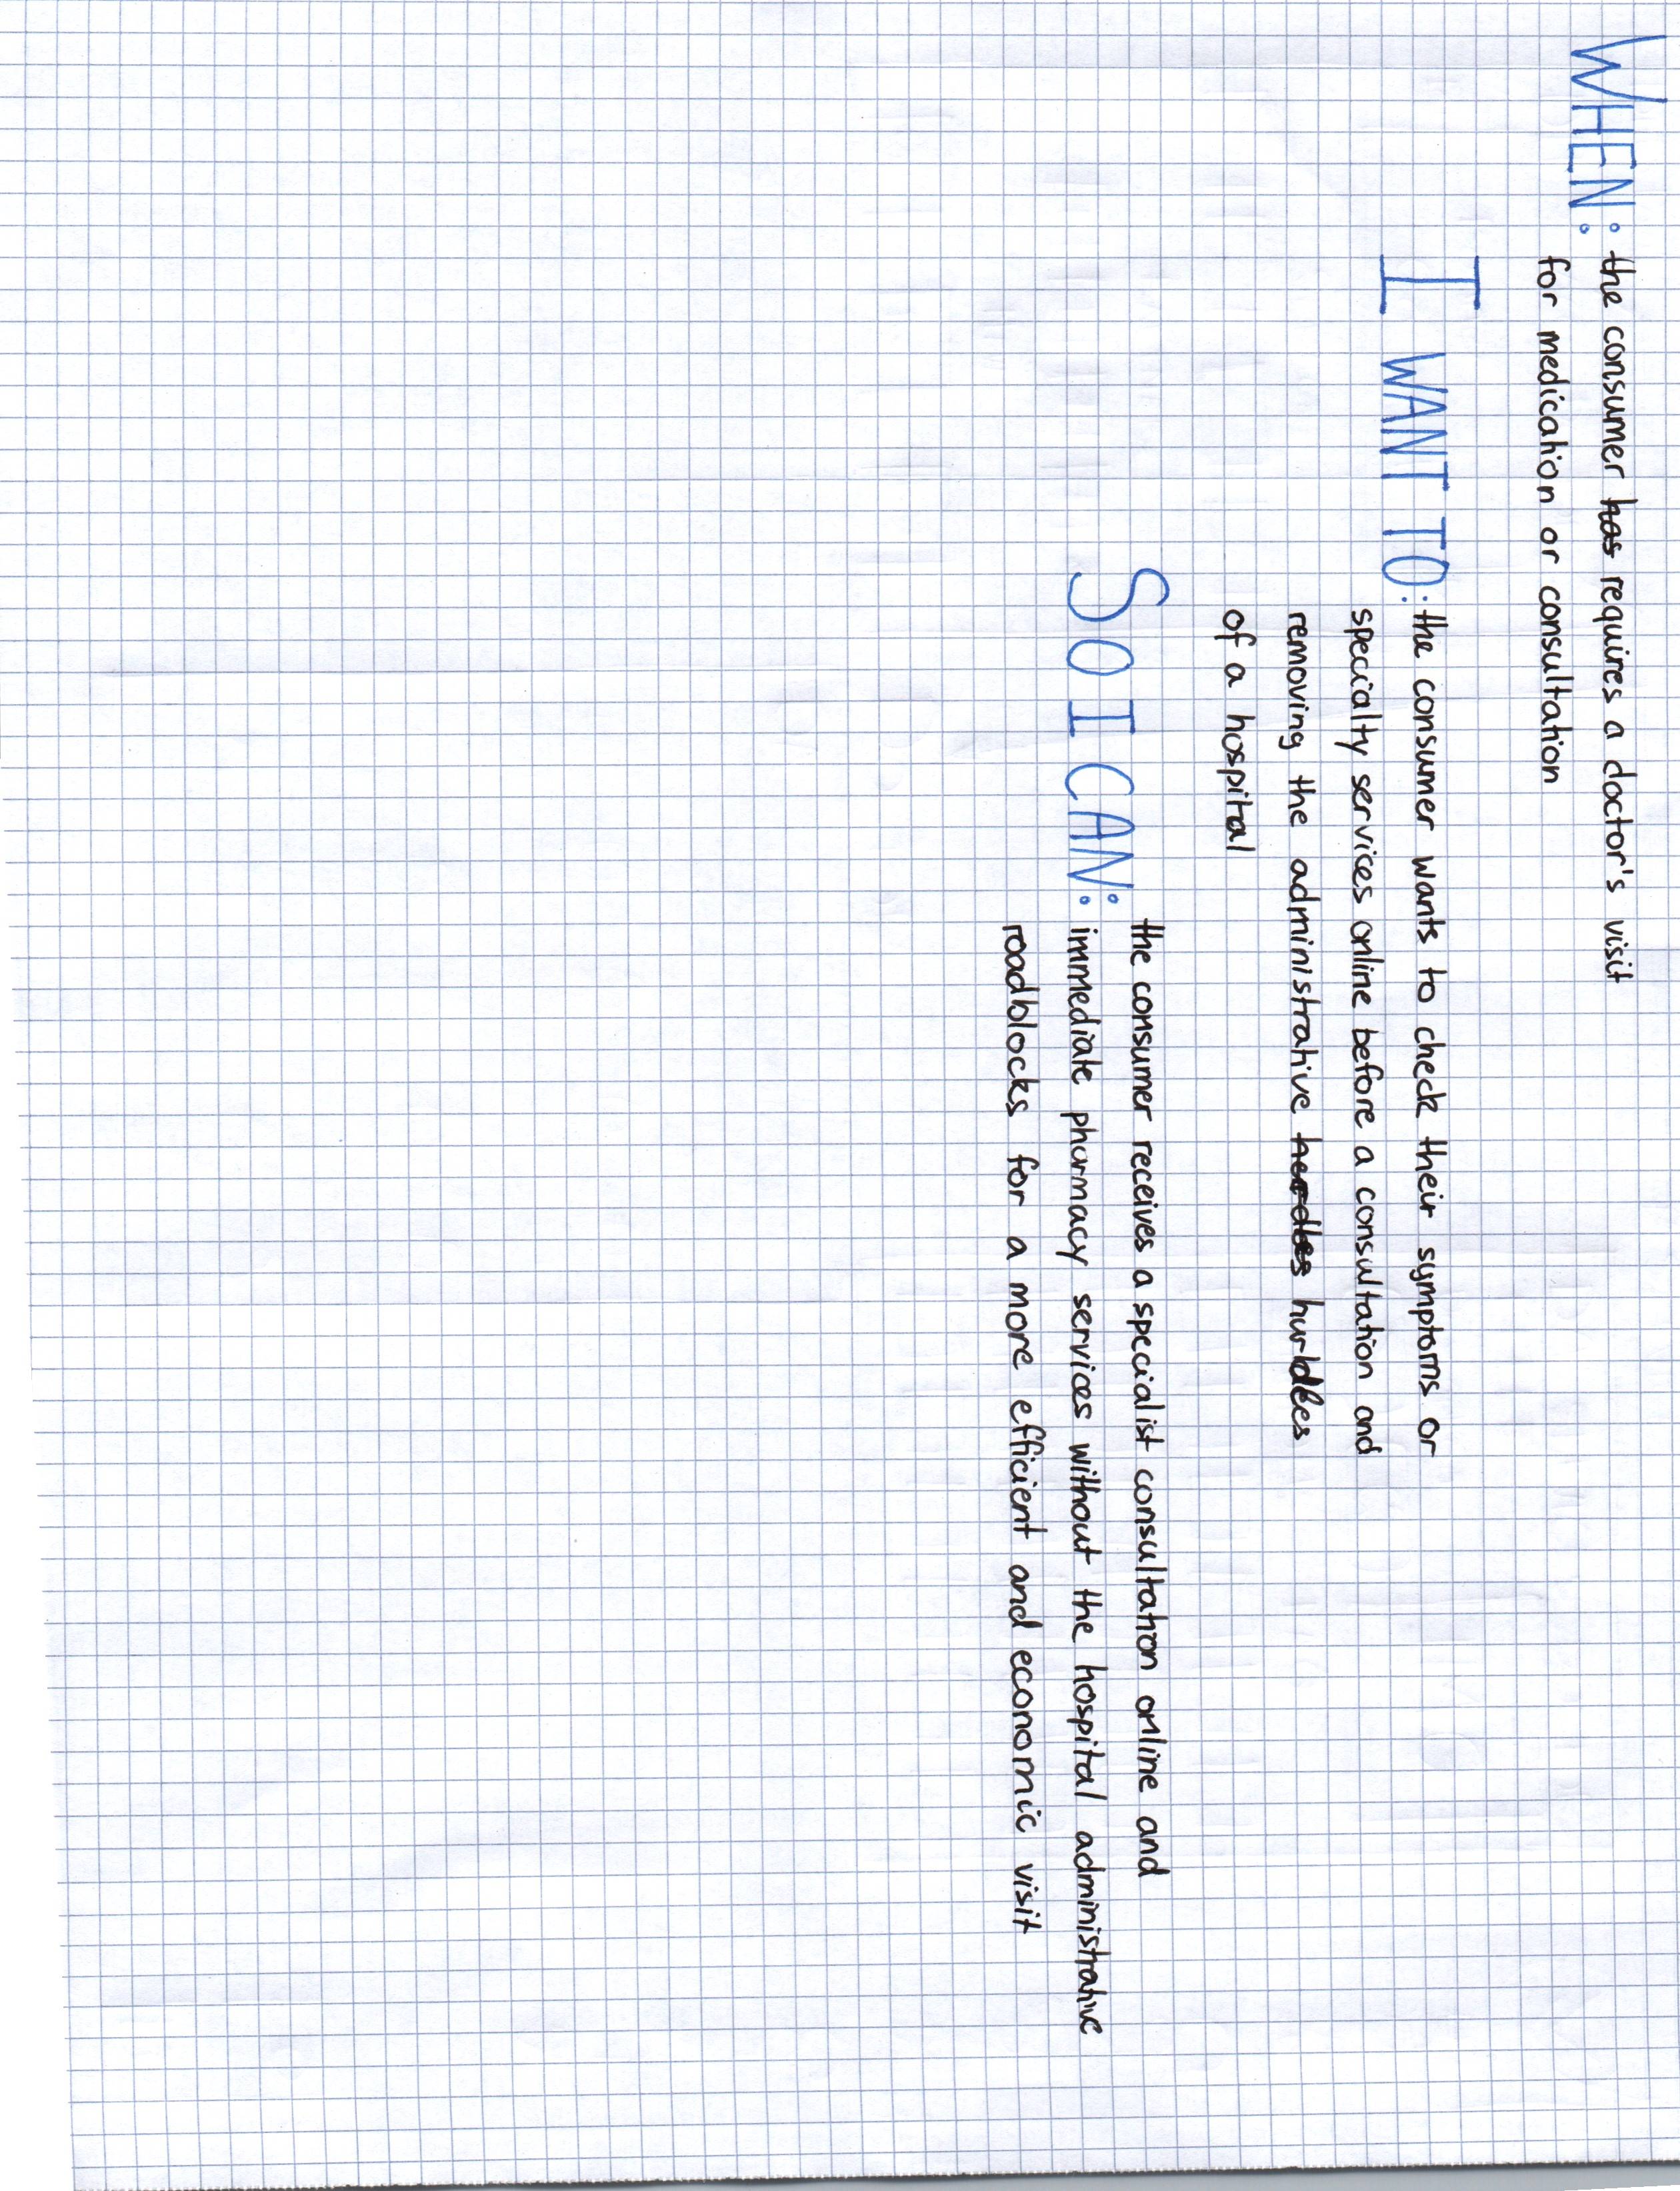 WHEN: the consumer has requires a doctor's visit
for medication or consultation
I WANT TO: the consumer wants to check their symptoms or
specialty services online before a consultation and
removing the administrative herdles hurdles
of a hospital
SO I CAN: the consumer receives a specialist consultation online and
immediate pharmacy services without the hospital administrative
roadblocks for a more efficient and economic visit